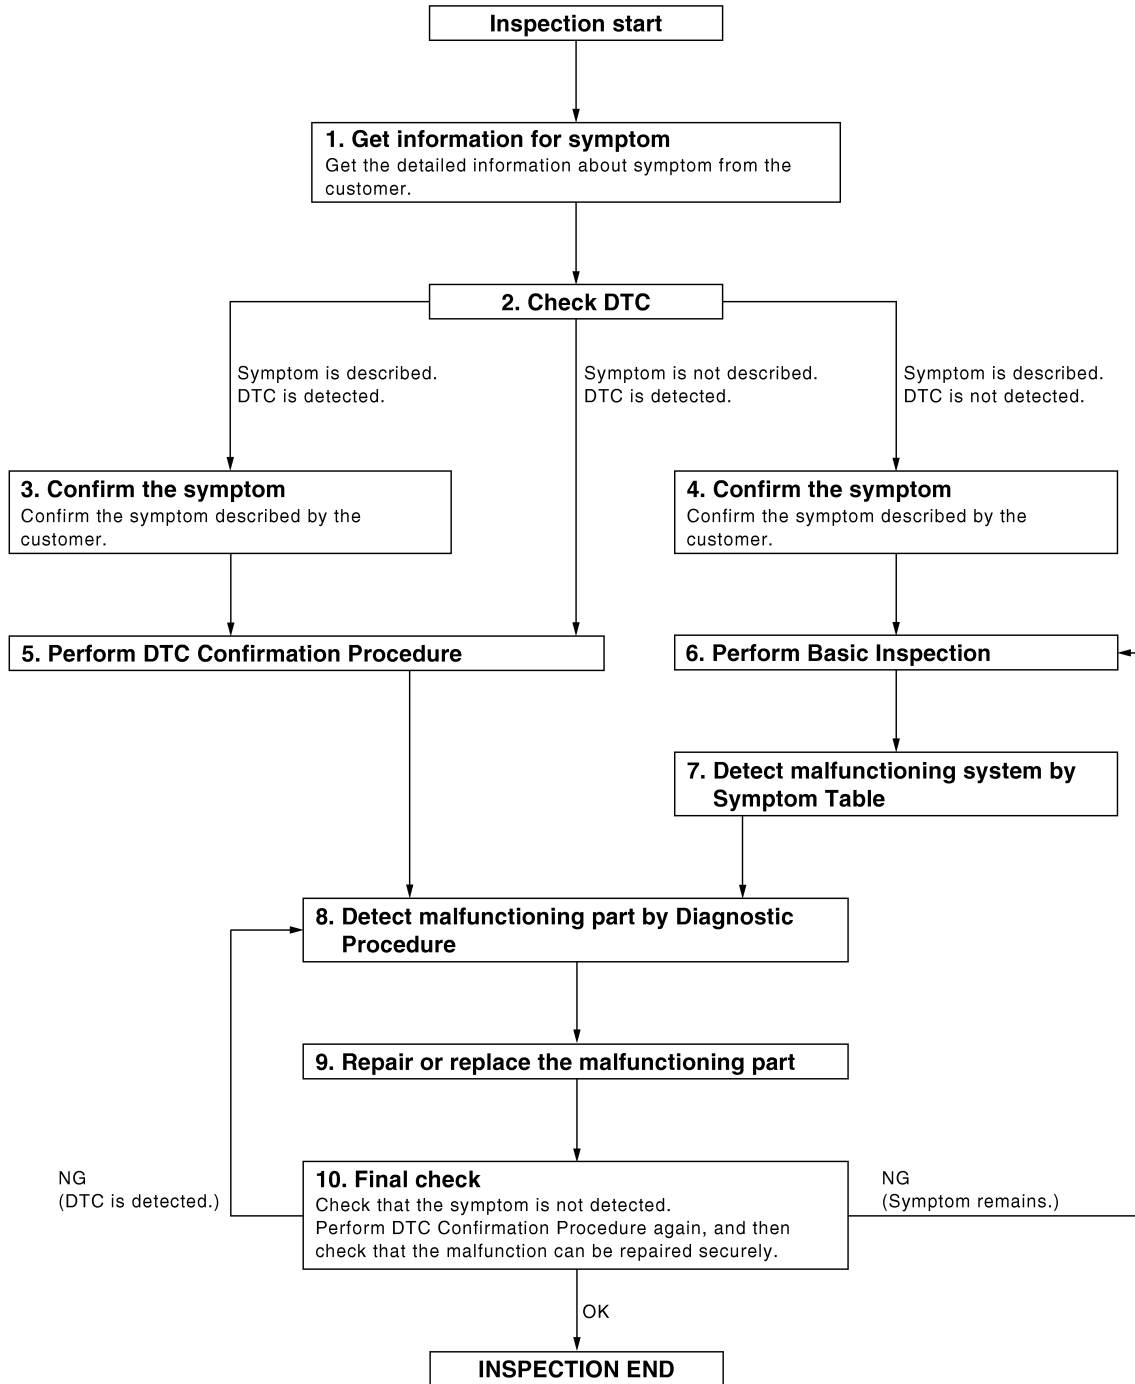 Inspection start
1. Get information for symptom
Get the detailed information about symptom from the
customer.
2. Check DTC
Symptom is described.
DTC is detected.
Symptom is not described.
DTC is detected.
Symptom is described.
DTC is not detected.
3. Confirm the symptom
Confirm the symptom described by the
customer.
4. Confirm the symptom
Confirm the symptom described by the
customer.
5. Perform DTC Confirmation Procedure
6. Perform Basic Inspection
7. Detect malfunctioning system by
Symptom Table
8. Detect malfunctioning part by Diagnostic
Procedure
9. Repair or replace the malfunctioning part
NG
(DTC is detected.)
10. Final check
Check that the symptom is not detected.
Perform DTC Confirmation Procedure again, and then
check that the malfunction can be repaired securely.
NG
(Symptom remains.)
OK
INSPECTION END